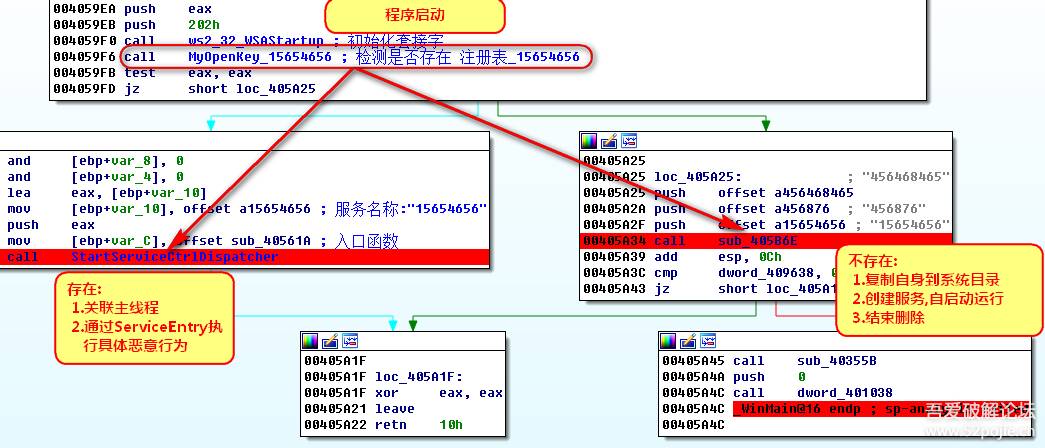 004059EA push eax
004059EB push 202h
004059F0 call ws2_32_WSAStartup ; 初始化套接字
004059F6 call MyOpenKey_15654656 ; 检测是否存在 注册表_15654656
004059FB test eax, eax
004059FD jz short loc_405A25
程序启动
and [ebp+var_8], 0
and [ebp+var_4], 0
lea eax, [ebp+var_10]
mov [ebp+var_10], offset a15654656 ; 服务名称:"15654656"
push eax
mov [ebp+var_C], offset sub_40561A ; 入口函数
call StartServiceCtrlDispatcher
00405A25
00405A25 loc_405A25: ; "456468465"
00405A25 push offset a456468465
00405A2A push offset a456876 ; "456876"
00405A2F push offset a15654656 ; "15654656"
00405A34 call sub_40586E
00405A39 add esp, 0Ch
00405A3C cmp dword_409638,
00405A43 jz short
存在:
1.关联主线程
2.通过ServiceEntry执
行具体恶意行为
不存在:
1.复制自身到系统目录
2.创建服务,自启动运行
3.结束删除
00405A1F
00405A1F loc_405A1F:
00405A1F xor eax, eax
00405A21 leave
00405A22 retn 10h
00405A45 call sub_40355B
00405A4A push 0
00405A4C call dword_401038
00405A4C _WinMain@16 endp ;
00405A4C
吾爱破解论坛
www.52pojie.cn